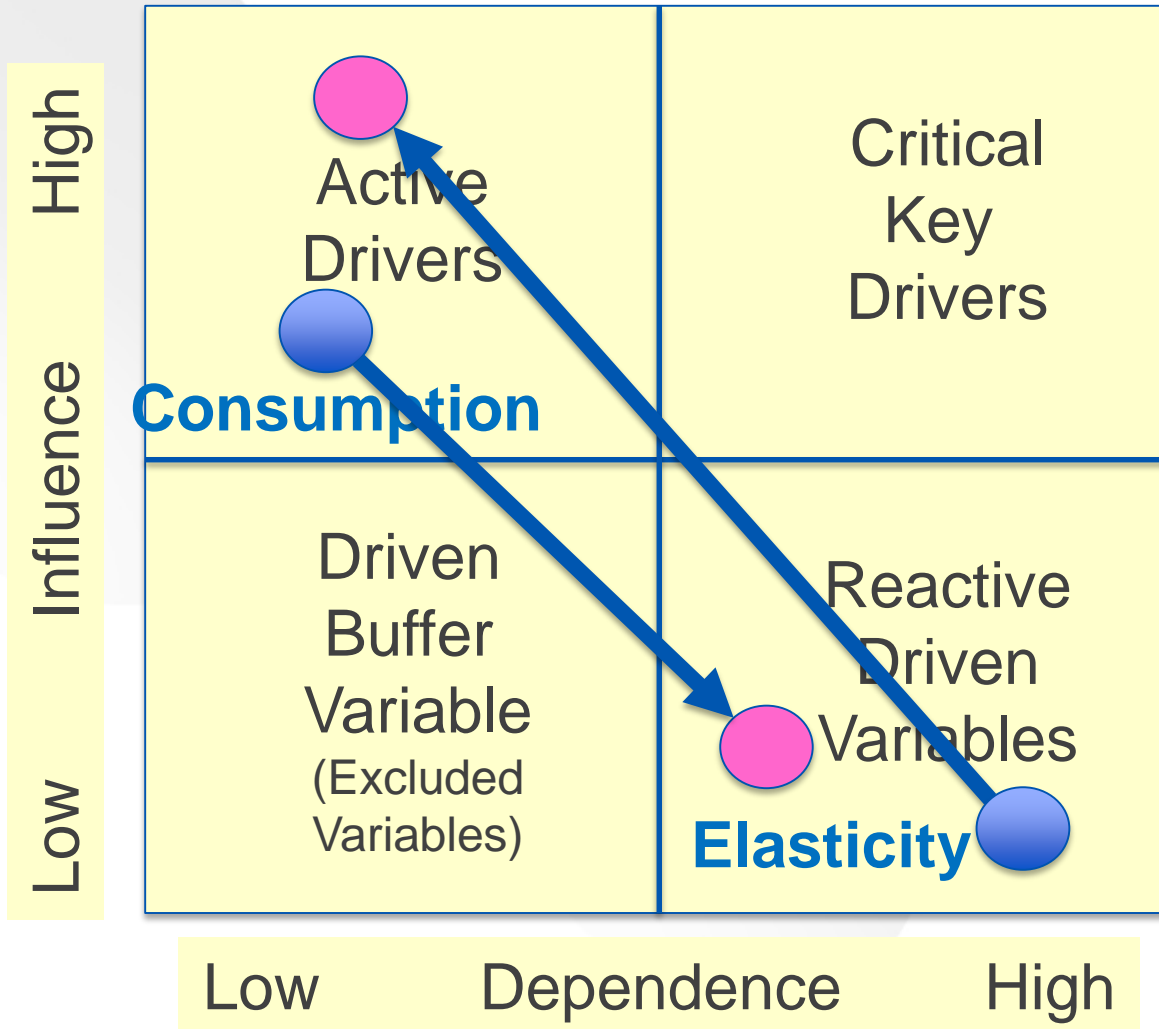 High
Influence
Low
Active
Drivers
Critical
Key
Drivers
Consumption
Driven
Buffer
Variable
(Excluded
Variables)
Reactive
Driven
Variables
Elasticity
Low Dependence High